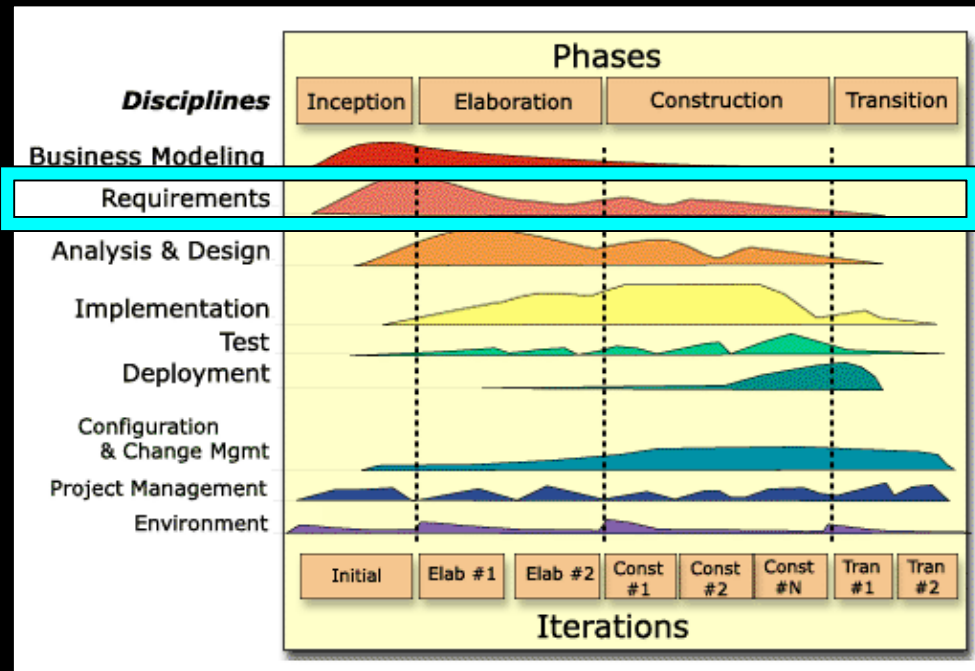 Phases
Disciplines Inception Elaboration Construction Transition
Business Modeling
Requirements
Analysis & Design
Implementation
Test
Deployment
Configuration
& Change Mgmt
Project Management
Environment
Initial Elab #1 Elab #2 Const #1 Const #2 Const #N Tran #1 Tran #2
Iterations